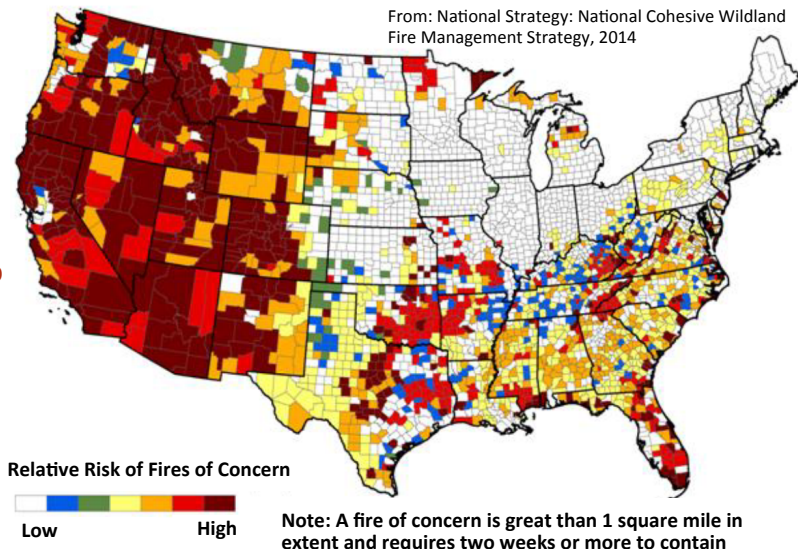 From: National Strategy: National Cohesive Wildland
Fire Management Strategy, 2014
Relative Risk of Fires of Concern
Low High
Note: A fire of concern is great than 1 square mile in
extent and requires two weeks or more to contain